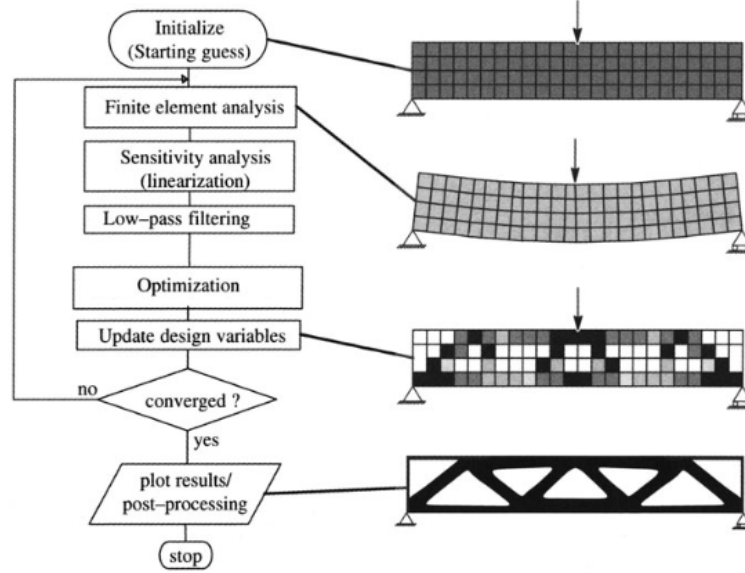 Initialize
(Starting guess)
Finite element analysis
Sensitivity analysis
(linearization)
Low–pass filtering
Optimization
Update design variables
no
converged ?
yes
plot results/
post–processing
stop